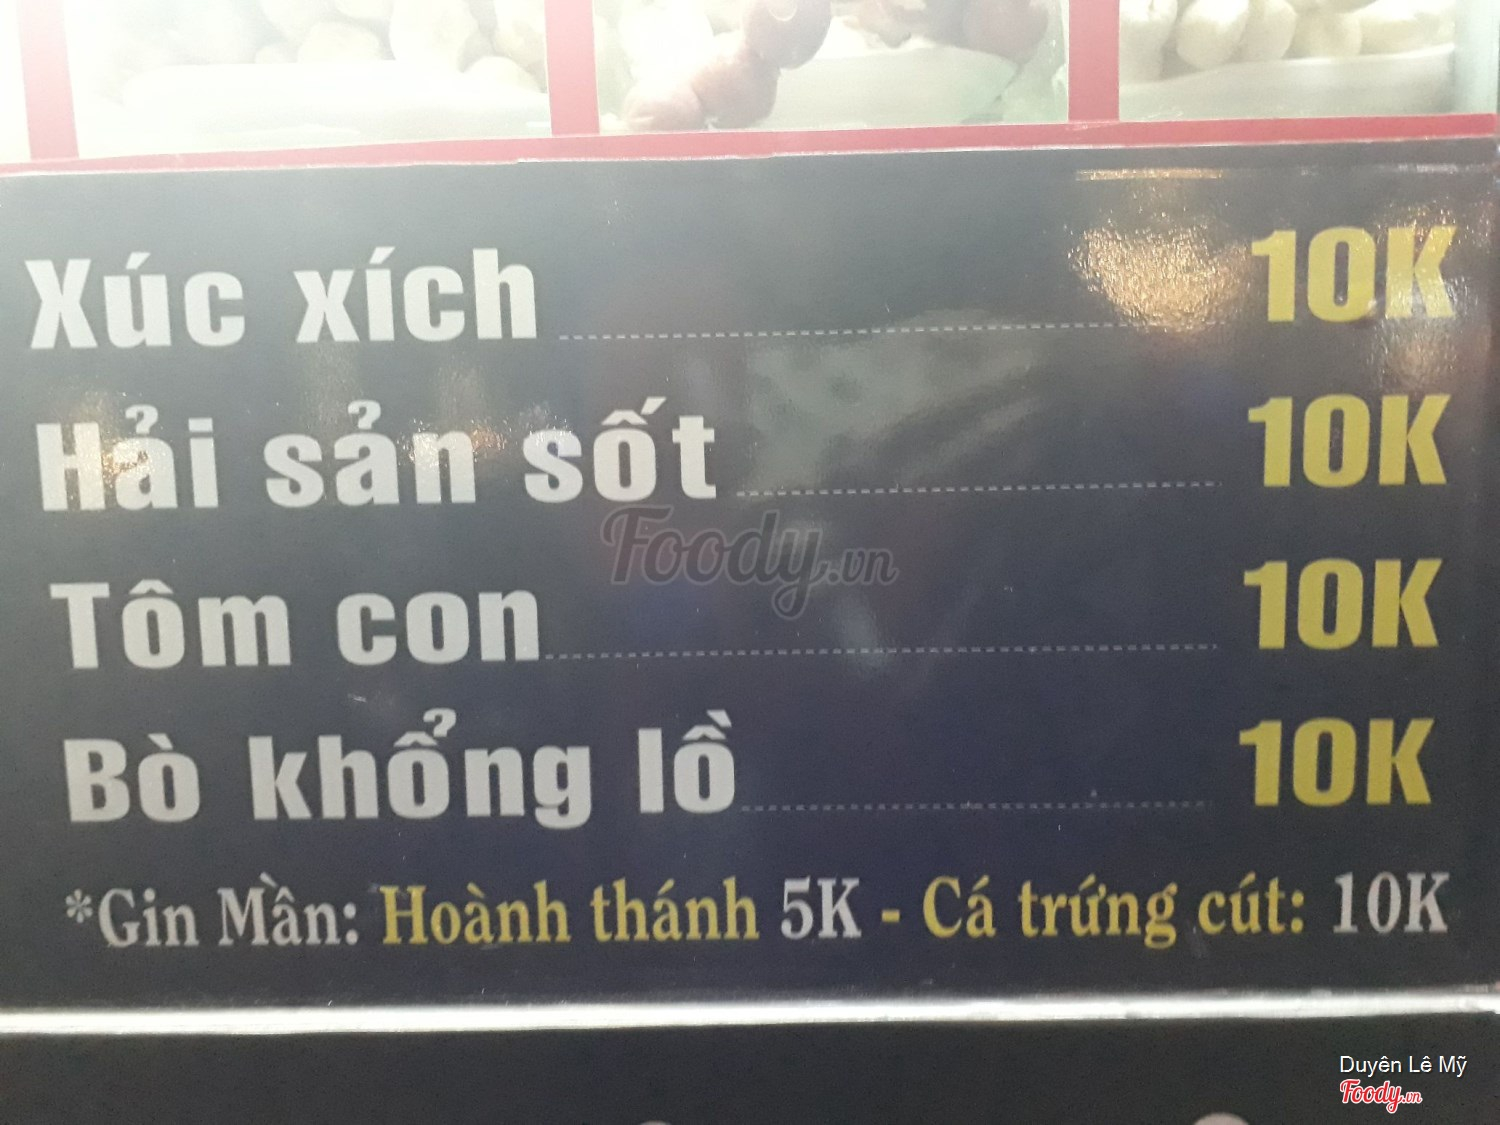 Xúc xích 10K
Hải sản sốt 10K
Foody.vn
Tôm con 10K
Bò khổng lồ 10K
*Gin Mần: Hoành thánh 5K - Cá trứng cút: 10K
Duyên Lê Mỹ
Foody.vn